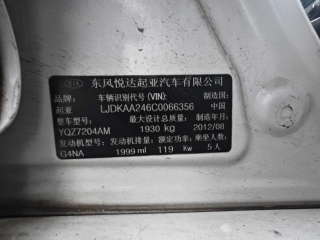 KIA 东风悦达起亚汽车有限公司
品牌: 车辆识别代号(VIN): 制造国:
起亚 LJDKAA246C0066356 中国
整车型号: 最大设计总质量: 制造年月:
YQZ7204AM 1930 kg 2012/08
发动机型号: 发动机排量: 额定功率: 乘坐人数:
G4NA 1999 ml 119 Kw 5人